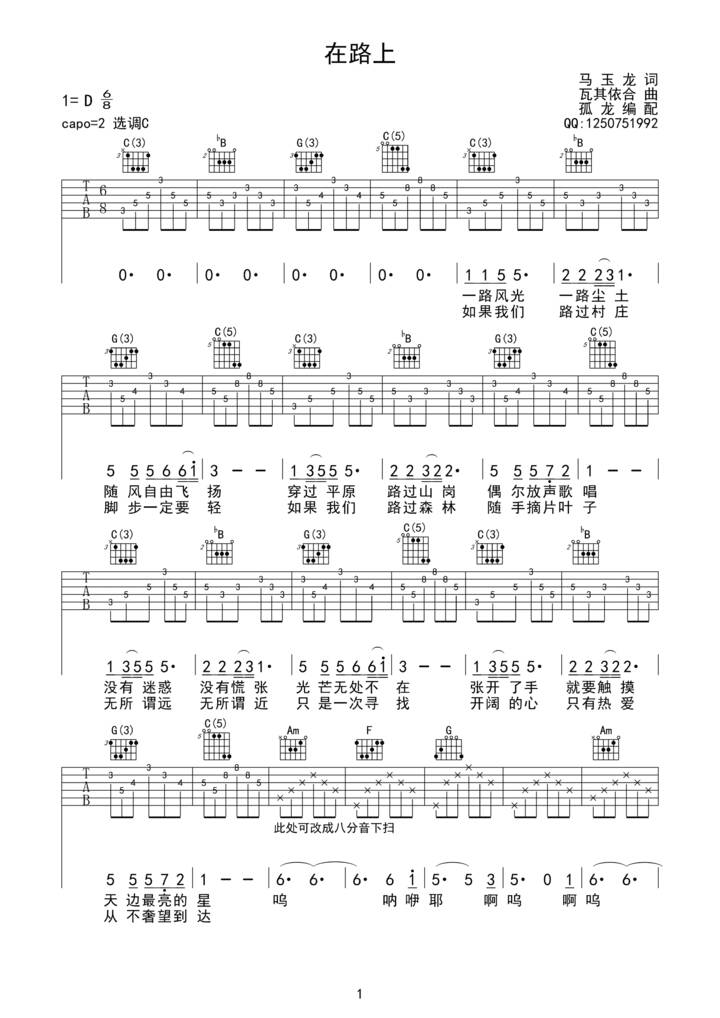 在路上
马玉龙 词
瓦其依合 曲
孤龙 编配
QQ:1250751992
1= D 6/8
capo=2 选调C
C(3) ♭B G(3) C(5) C(3) ♭B
TAB 6/8
0· 0· 0· 0· 0· 0· 0· 0· 1 1 5 5· 2 2 2 3 1·
一路风光 一路尘土
如果我们 路过村庄
G(3) C(5) C(3) ♭B G(3) C(5)
TAB
5 5 5 6 6 i 3 - - 1 3 5 5 5· 2 2 3 2 2· 5 5 5 7 2 1 - -
随风自由飞扬 穿过平原 路过山岗 偶尔放声歌唱
脚步一定要轻 如果我们 路过森林 随手摘片叶子
C(3) ♭B G(3) C(5) C(3) ♭B
TAB
1 3 5 5 5· 2 2 2 3 1· 5 5 5 6 6 i 3 - - 1 3 5 5 5· 2 2 3 2 2·
没有迷惑 没有慌张 光芒无处不在 张开了手 就要触摸
无所谓远 无所谓近 只是一次寻找 开阔的心 只有热爱
G(3) C(5) Am F G Am
TAB
此处可改成八分音下扫
5 5 5 7 2 1 - - 6· 6· 6· 6 i 5· 5 3 5· 0 1 6· 6·
天边最亮的星 呜 呐咿耶 啊呜 啊呜
从不奢望到达
1